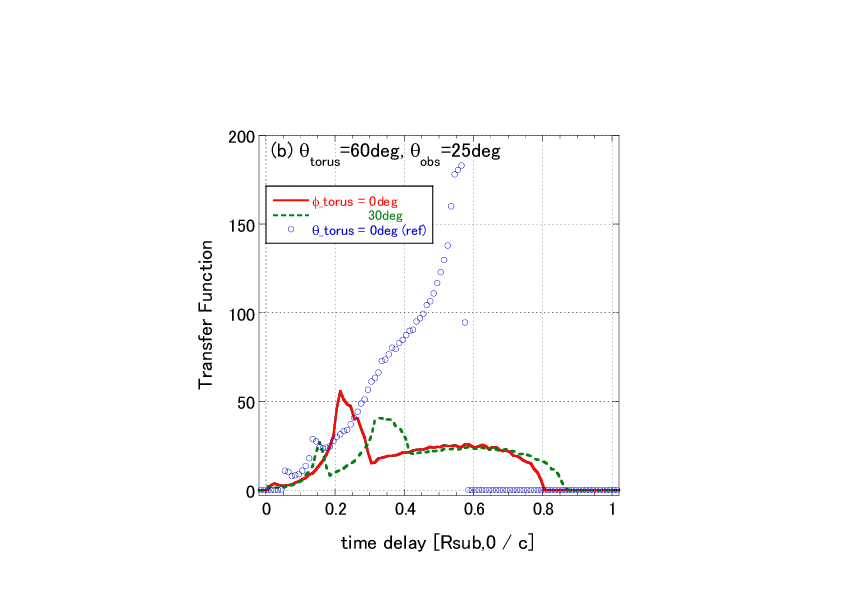 200
(b) θtorus=60deg, θobs=25deg
φ_torus = 0deg
30deg
θ_torus = 0deg (ref)
150
100
50
0
Transfer Function
0 0.2 0.4 0.6 0.8 1
time delay [Rsub,0 / c]